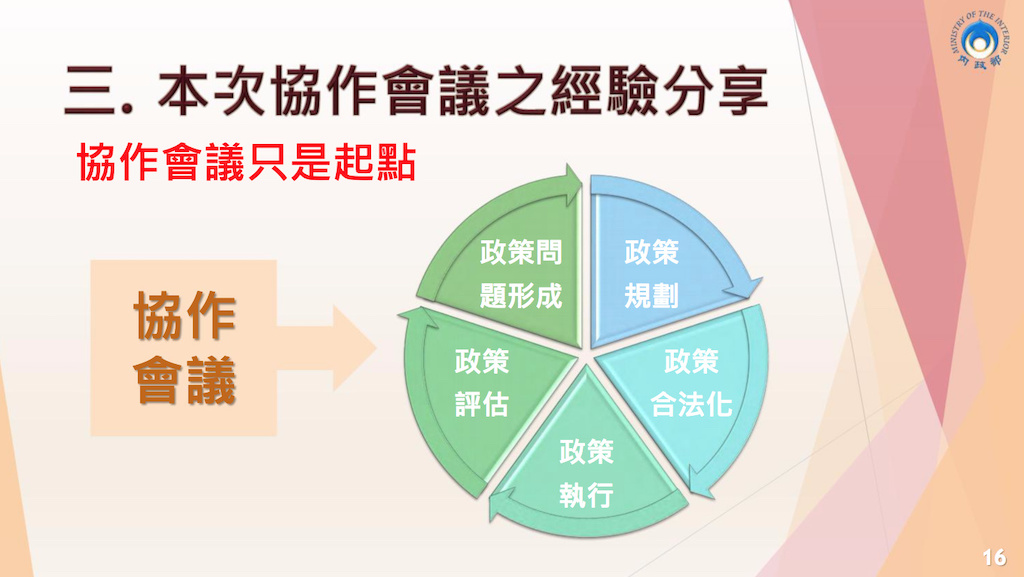 MINISTRY OF THE INTERIOR
內政部
三. 本次協作會議之經驗分享
協作會議只是起點
協作
會議
政策問
題形成
政策
規劃
政策
合法化
政策
執行
政策
評估
16